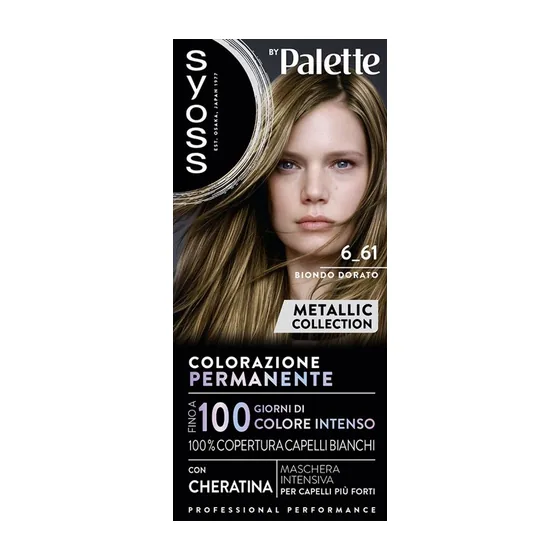 syoss
EST. OSAKA, JAPAN 1977
BY Palette
6_61
BIONDO DORATO
METALLIC
COLLECTION
COLORAZIONE
PERMANENTE
FINO A 100 GIORNI DI
COLORE INTENSO
100% COPERTURA CAPELLI BIANCHI
CON
CHERATINA
MASCHERA
INTENSIVA
PER CAPELLI PIÙ FORTI
PROFESSIONAL PERFORMANCE